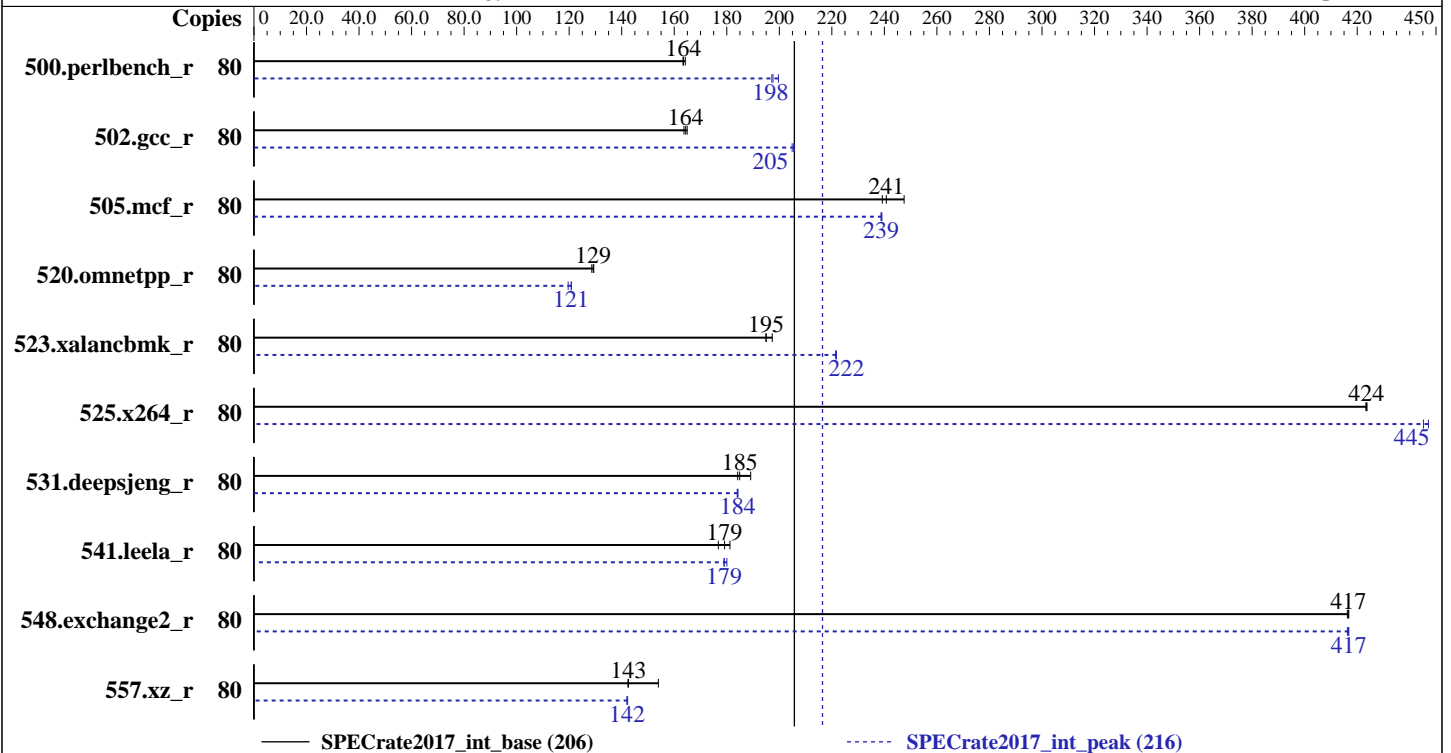 Copies 0 20.0 40.0 60.0 80.0 100 120 140 160 180 200 220 240 260 280 300 320 340 360 380 400 420 450
164
500.perlbench_r 80
198
164
502.gcc_r 80
205
241
505.mcf_r 80
239
129
520.omnetpp_r 80
121
195
523.xalancbmk_r 80
222
424
525.x264_r 80
445
185
531.deepsjeng_r 80
184
179
541.leela_r 80
179
417
548.exchange2_r 80
417
143
557.xz_r 80
142
SPECrate2017_int_base (206) SPECrate2017_int_peak (216)